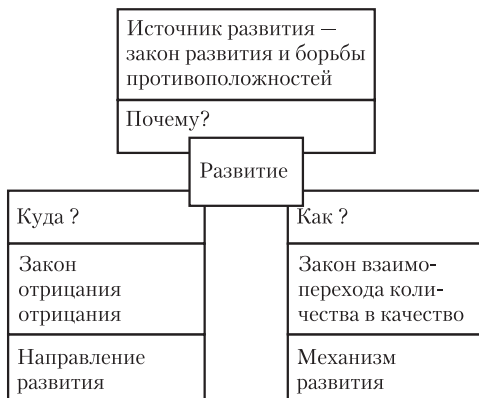 Источник развития —
закон развития и борьбы
противоположностей
Почему?
Развитие
Куда ?
Закон
отрицания
отрицания
Направление
развития
Как ?
Закон взаимо-
перехода коли-
чества в качество
Механизм
развития